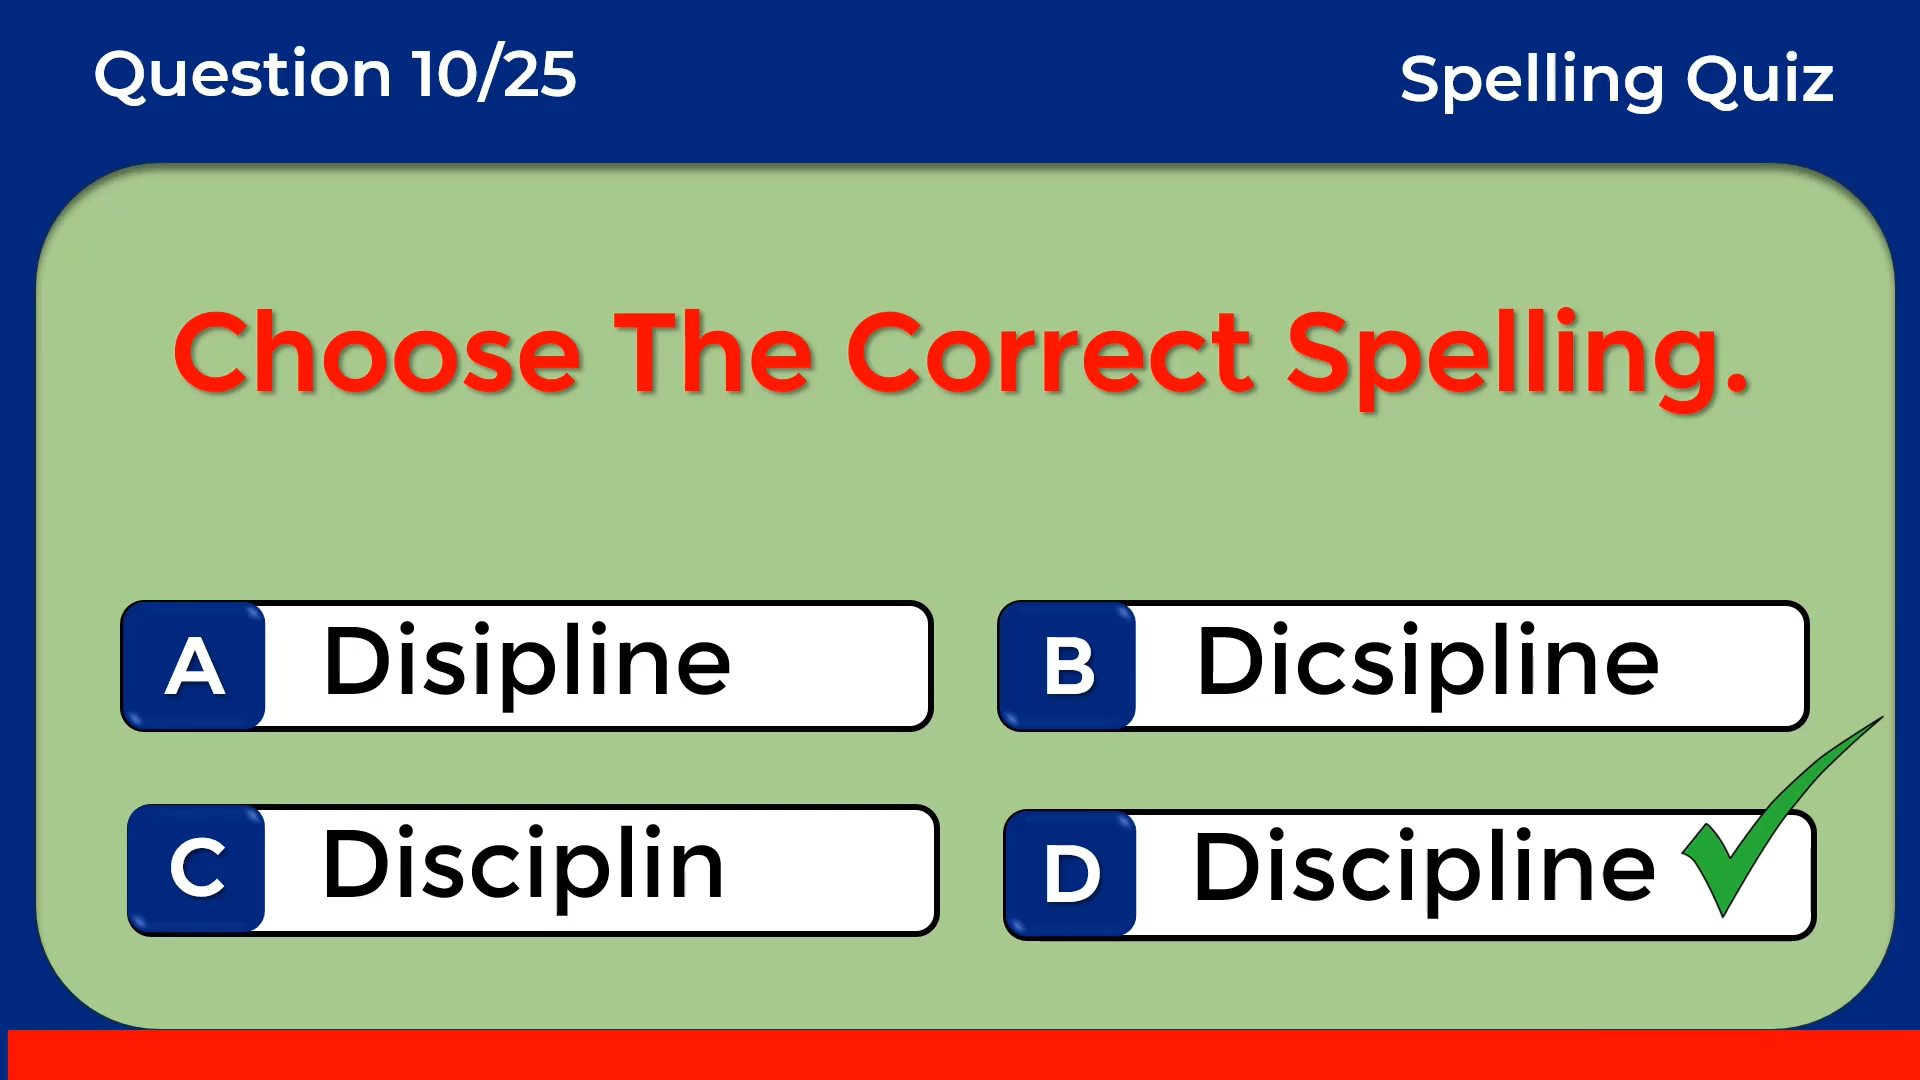 Question 10/25
Spelling Quiz
Choose The Correct Spelling.
A Disipline
B Dicsipline
C Disciplin
D Discipline